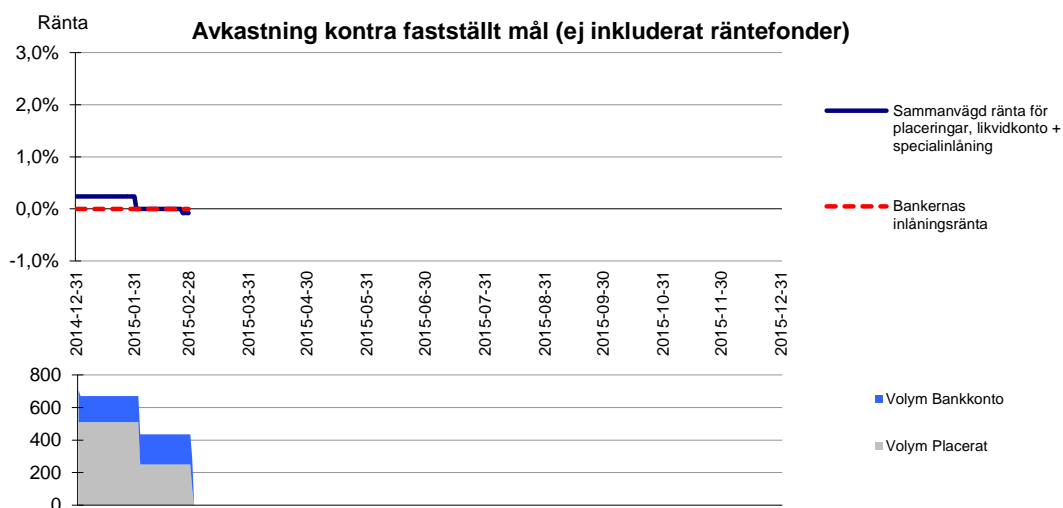 Ränta
Avkastning kontra fastställt mål (ej inkluderat räntefonder)
3,0%
2,0%
1,0%
0,0%
-1,0%
Sammanvägd ränta för
placeringar, likvidkonto +
specialinlåning
Bankernas
inlåningsränta
2014-12-31
2015-01-31
2015-02-28
2015-03-31
2015-04-30
2015-05-31
2015-06-30
2015-07-31
2015-08-31
2015-09-30
2015-10-31
2015-11-30
2015-12-31
800
600
400
200
0
Volym Bankkonto
Volym Placerat